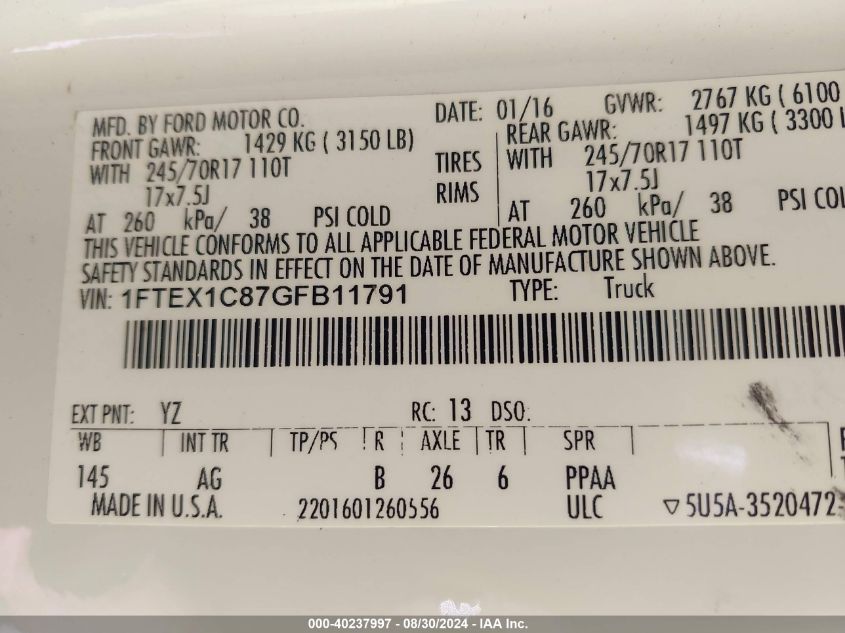 MFD. BY FORD MOTOR CO. DATE: 01/16 GVWR: 2767 KG ( 6100
FRONT GAWR: 1429 KG ( 3150 LB) REAR GAWR: 1497 KG ( 3300 L
WITH 245/70R17 110T TIRES WITH 245/70R17 110T
17x7.5J RIMS 17x7.5J
AT 260 kPa/ 38 PSI COLD AT 260 kPa/ 38 PSI COL
THIS VEHICLE CONFORMS TO ALL APPLICABLE FEDERAL MOTOR VEHICLE
SAFETY STANDARDS IN EFFECT ON THE DATE OF MANUFACTURE SHOWN ABOVE.
VIN: 1FTEX1C87GFB11791 TYPE: Truck
EXT PNT: YZ RC: 13 DSO:
WB INT TR TP/PS R AXLE TR SPR
145 AG B 26 6 PPAA
MADE IN U.S.A. 2201601260556 ULC ▽5U5A-3520472-
000-40237997 - 08/30/2024 - IAA Inc.